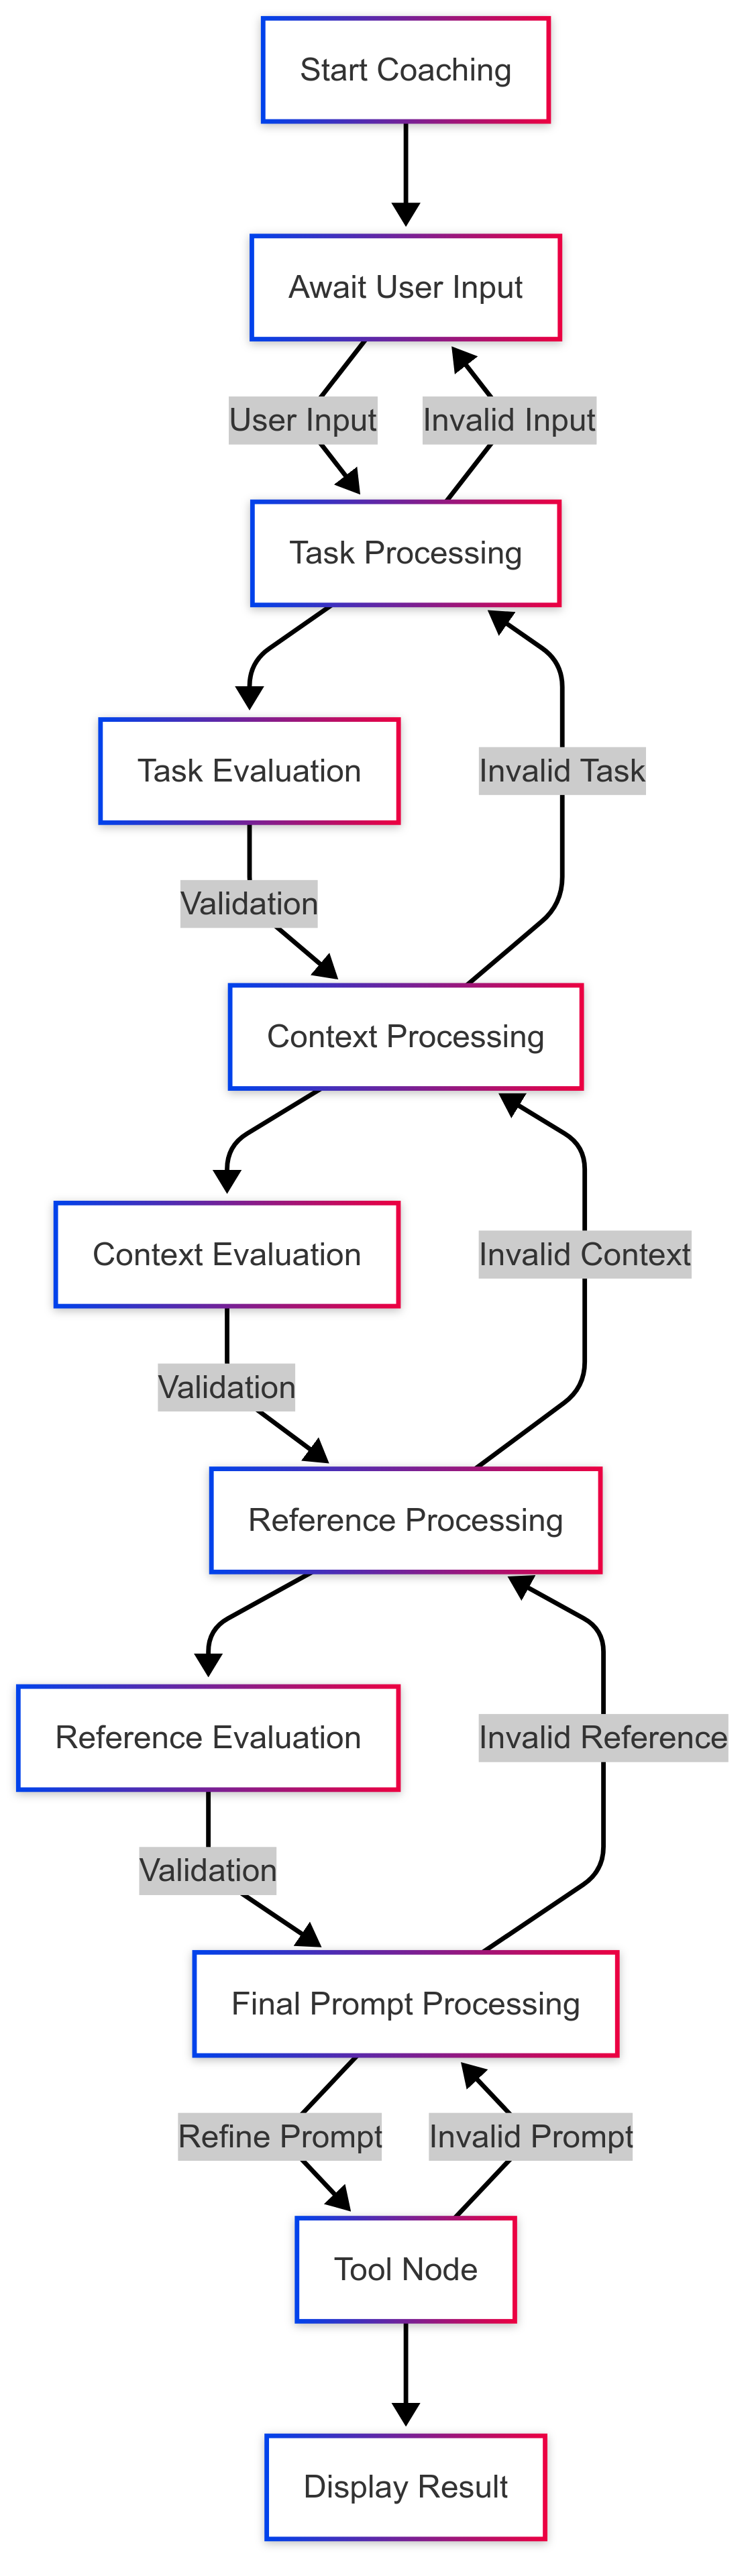 Start Coaching
Await User Input
User Input
Invalid Input
Task Processing
Task Evaluation
Invalid Task
Validation
Context Processing
Context Evaluation
Invalid Context
Validation
Reference Processing
Reference Evaluation
Invalid Reference
Validation
Final Prompt Processing
Refine Prompt
Invalid Prompt
Tool Node
Display Result